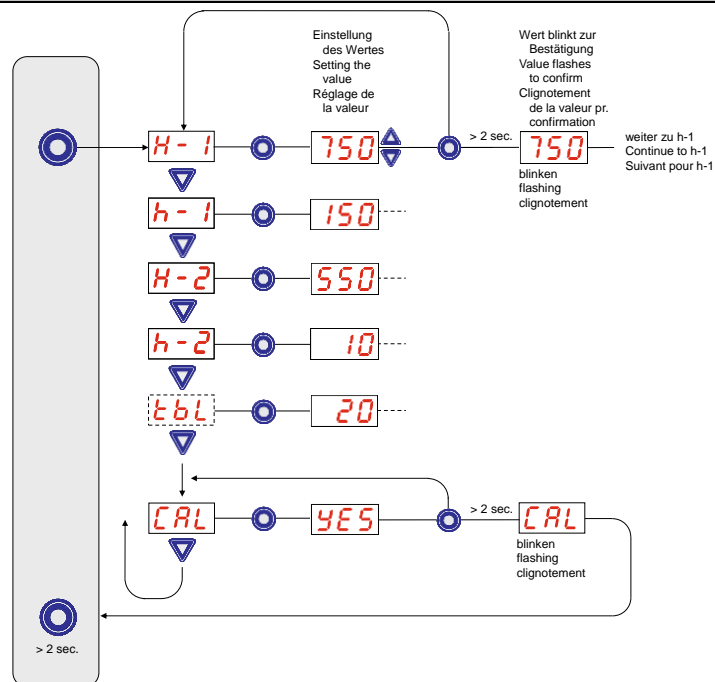 Einstellung
des Wertes
Setting the
value
Réglage de
la valeur
Wert blinkt zur
Bestätigung
Value flashes
to confirm
Clignotement
de la valeur pr.
confirmation
H-1
750
> 2 sec.
750
weiter zu h-1
Continue to h-1
Suivant pour h-1
blinken
flashing
clignotement
h-1
150
H-2
550
h-2
10
tbL
20
CAL
YES
> 2 sec.
CAL
blinken
flashing
clignotement
> 2 sec.